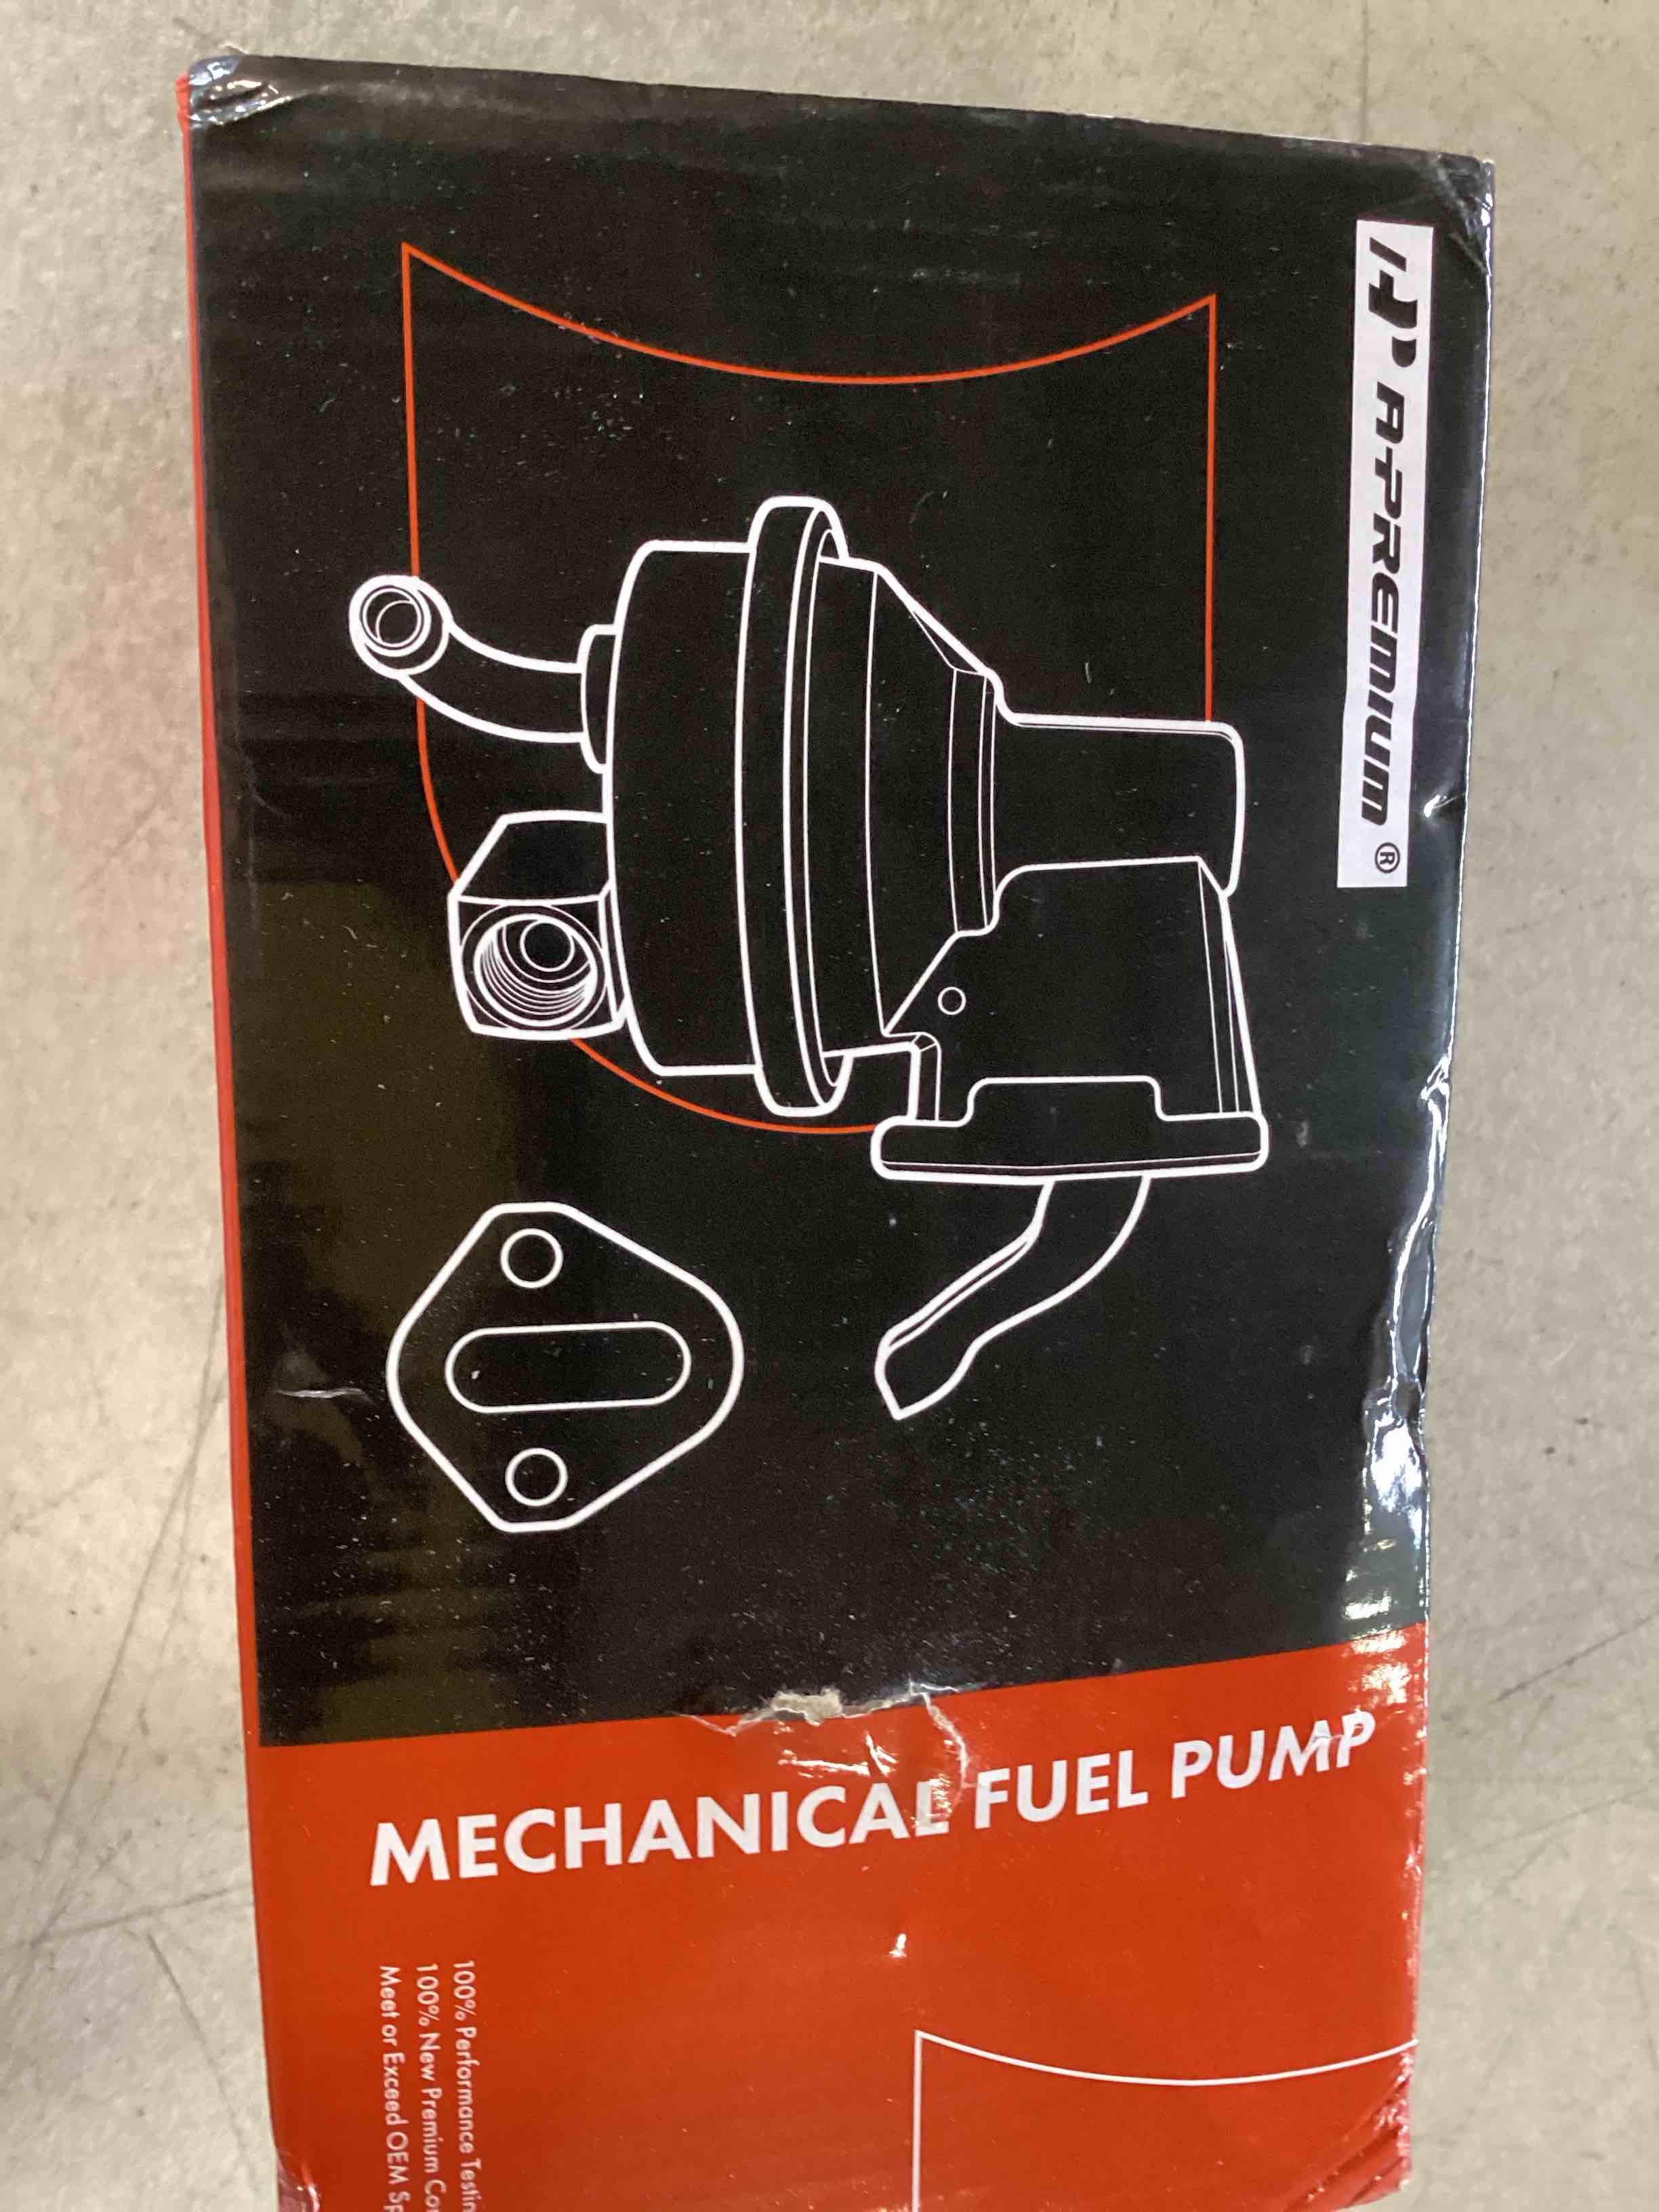 A-PREMIUM®
MECHANICAL FUEL PUMP
100% Performance
100% New Premium
Meet or Exceed OEM